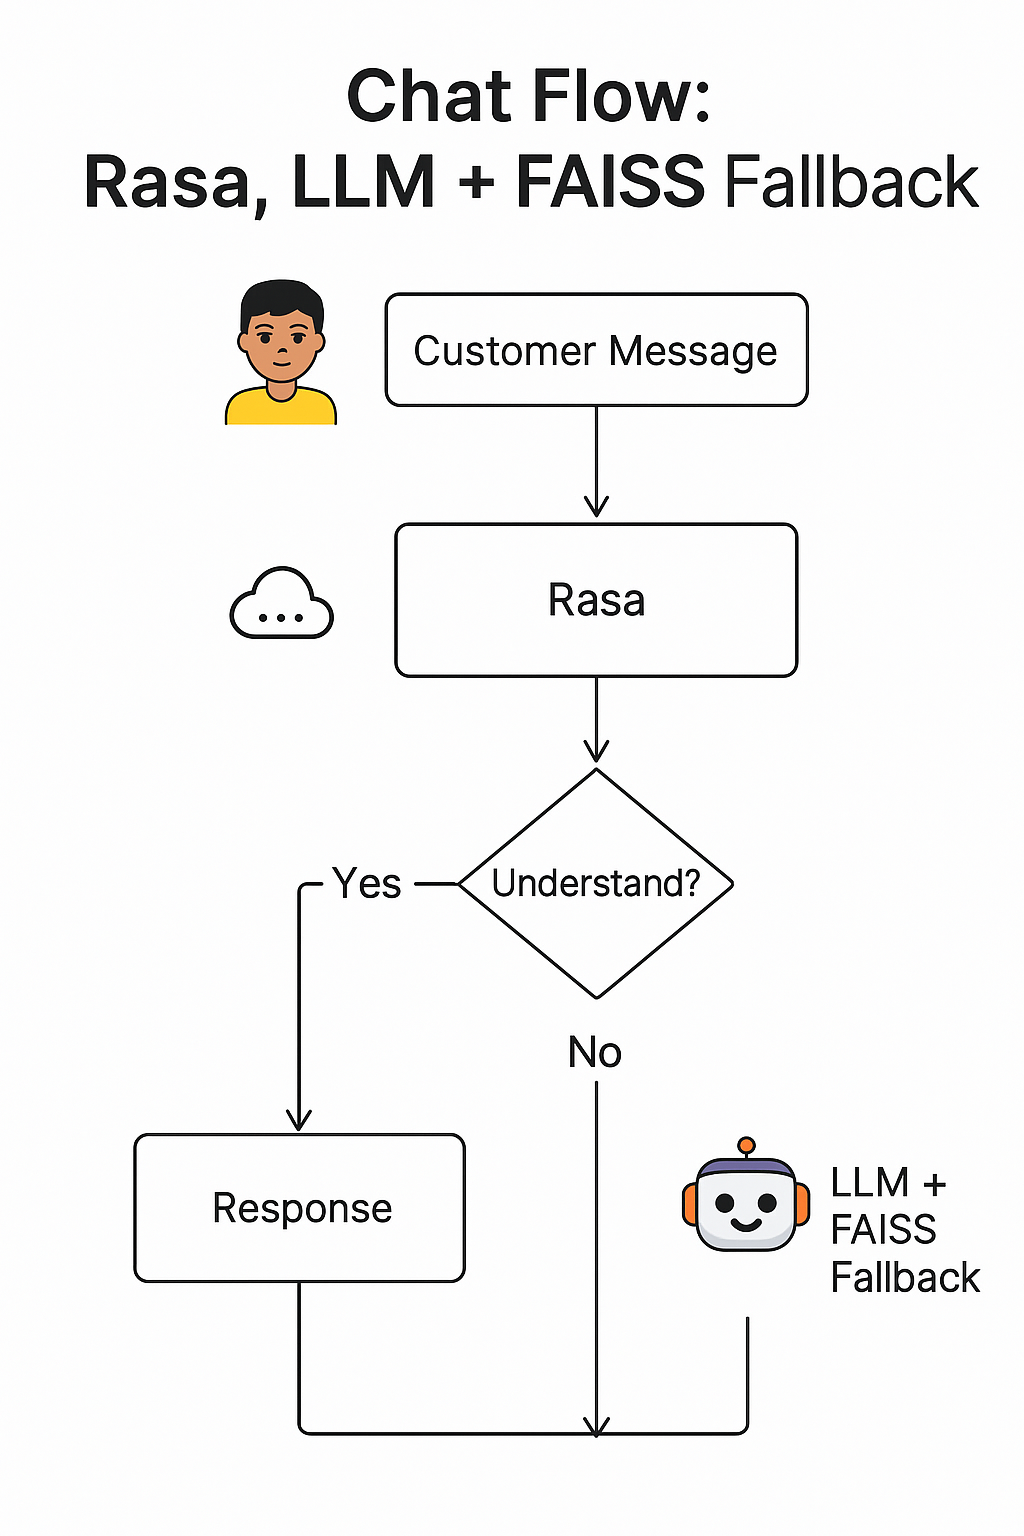 Chat Flow:
Rasa, LLM + FAISS Fallback
Customer Message
Rasa
Understand?
Yes
No
Response
LLM +
FAISS
Fallback